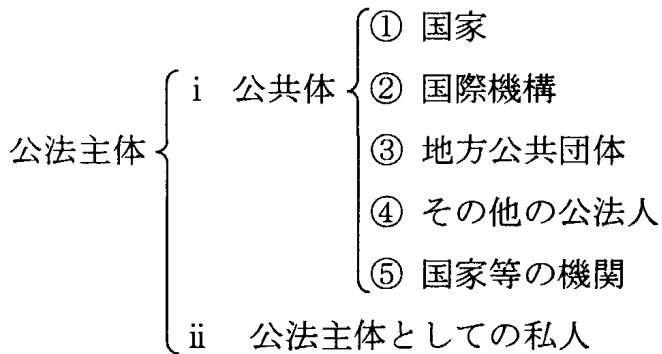 ① 国家
i 公共体 ② 国際機構
公法主体 ③ 地方公共団体
④ その他の公法人
⑤ 国家等の機関
ii 公法主体としての私人